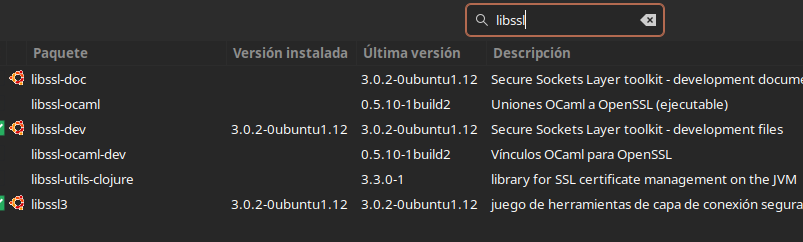 libssl
Paquete Versión instalada Última versión Descripción
libssl-doc 3.0.2-0ubuntu1.12 Secure Sockets Layer toolkit - development docume
libssl-ocaml 0.5.10-1build2 Uniones OCaml a OpenSSL (ejecutable)
libssl-dev 3.0.2-0ubuntu1.12 3.0.2-0ubuntu1.12 Secure Sockets Layer toolkit - development files
libssl-ocaml-dev 0.5.10-1build2 Vínculos OCaml para OpenSSL
libssl-utils-clojure 3.3.0-1 library for SSL certificate management on the JVM
libssl3 3.0.2-0ubuntu1.12 3.0.2-0ubuntu1.12 juego de herramientas de capa de conexión segura